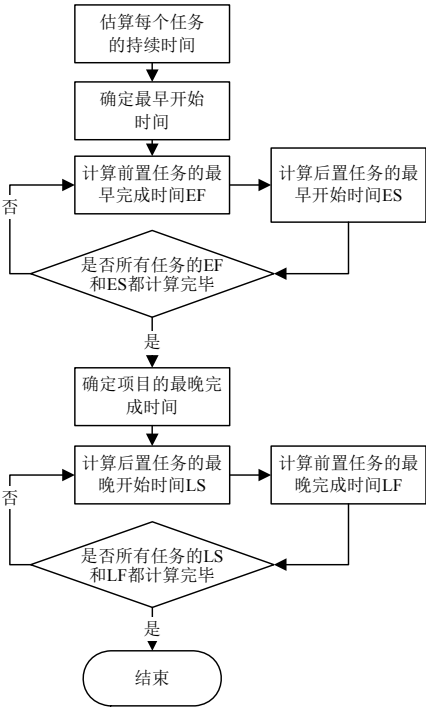 估算每个任务
的持续时间
确定最早开始
时间
计算前置任务的最
早完成时间EF
计算后置任务的最
早开始时间ES
否
是否所有任务的EF
和ES都计算完毕
是
确定项目的最晚完
成时间
计算后置任务的最
晚开始时间LS
计算前置任务的最
晚完成时间LF
否
是否所有任务的LS
和LF都计算完毕
是
结束